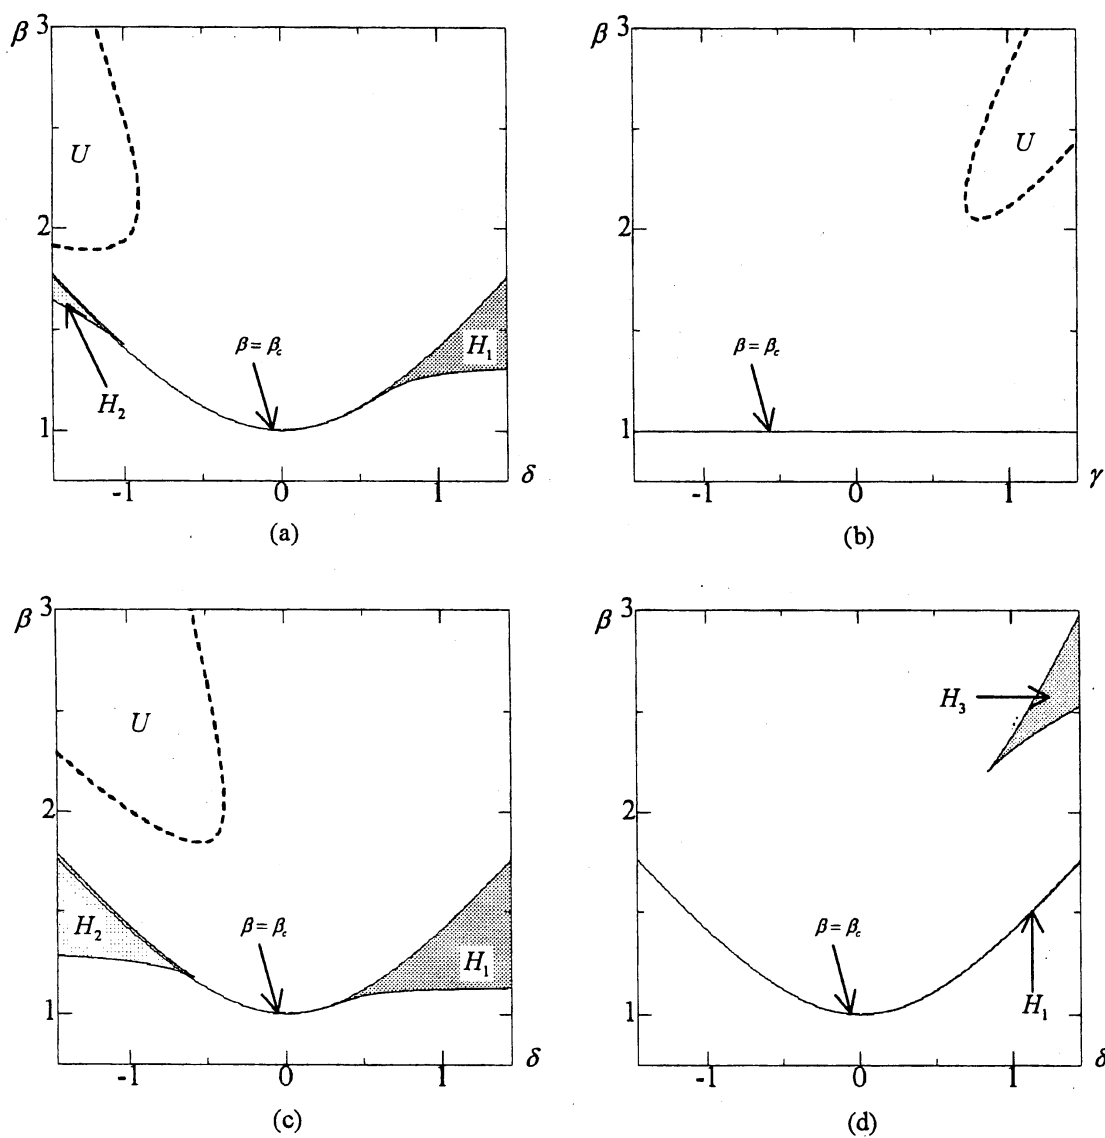 β 3
U
2
H₂
β = βc
H₁
1
-1 0 1 δ
(a)
β 3
U
2
β = βc
1
-1 0 1 γ
(b)
β 3
U
2
H₂
β = βc
H₁
1
-1 0 1 δ
(c)
β 3
H₃
2
β = βc
H₁
1
-1 0 1 δ
(d)